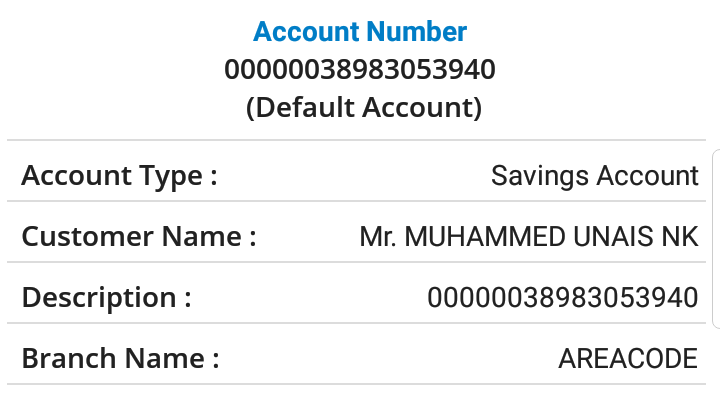 Account Number
00000038983053940
(Default Account)
Account Type : Savings Account
Customer Name : Mr. MUHAMMED UNAIS NK
Description : 00000038983053940
Branch Name : AREACODE